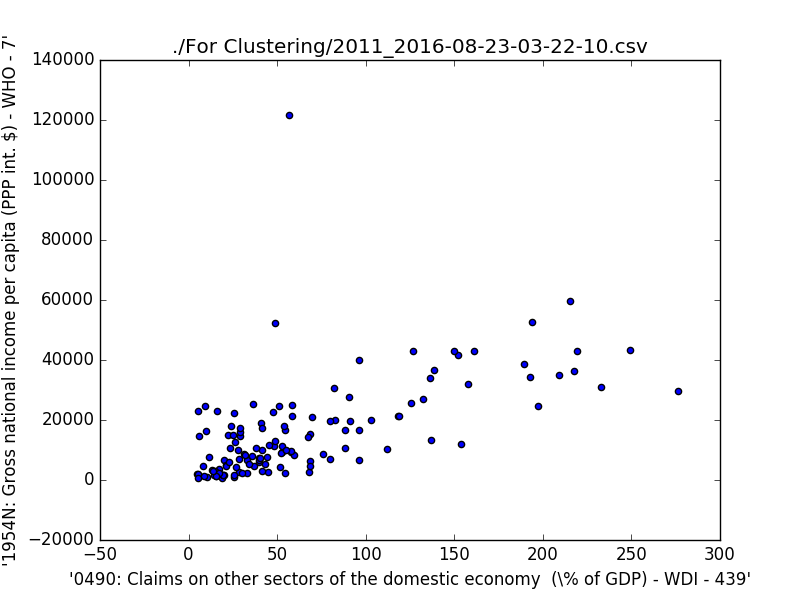 ./For Clustering/2011_2016-08-23-03-22-10.csv
'1954N: Gross national income per capita (PPP int. $) - WHO - 7'
140000
120000
100000
80000
60000
40000
20000
0
−20000
−50 0 50 100 150 200 250 300
'0490: Claims on other sectors of the domestic economy (\% of GDP) - WDI - 439'